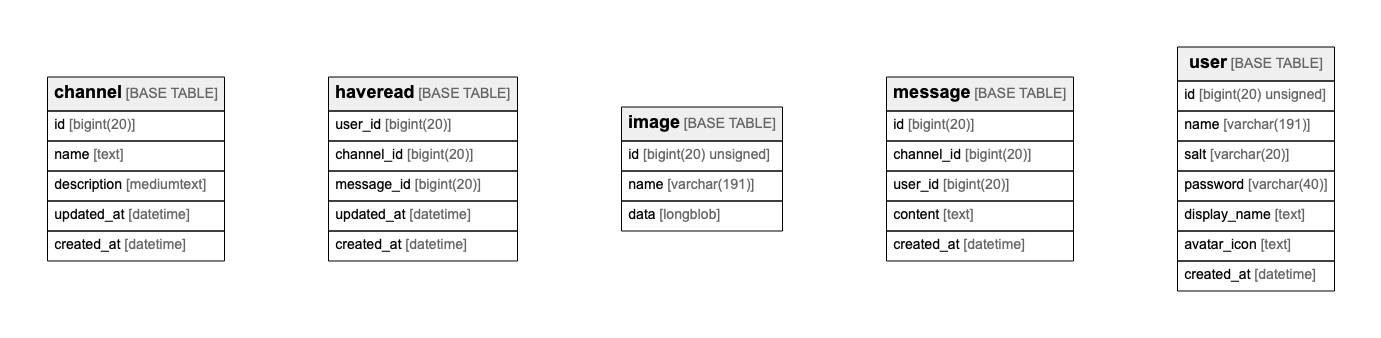 channel [BASE TABLE]
id [bigint(20)]
name [text]
description [mediumtext]
updated_at [datetime]
created_at [datetime]
haveread [BASE TABLE]
user_id [bigint(20)]
channel_id [bigint(20)]
message_id [bigint(20)]
updated_at [datetime]
created_at [datetime]
image [BASE TABLE]
id [bigint(20) unsigned]
name [varchar(191)]
data [longblob]
message [BASE TABLE]
id [bigint(20)]
channel_id [bigint(20)]
user_id [bigint(20)]
content [text]
created_at [datetime]
user [BASE TABLE]
id [bigint(20) unsigned]
name [varchar(191)]
salt [varchar(20)]
password [varchar(40)]
display_name [text]
avatar_icon [text]
created_at [datetime]